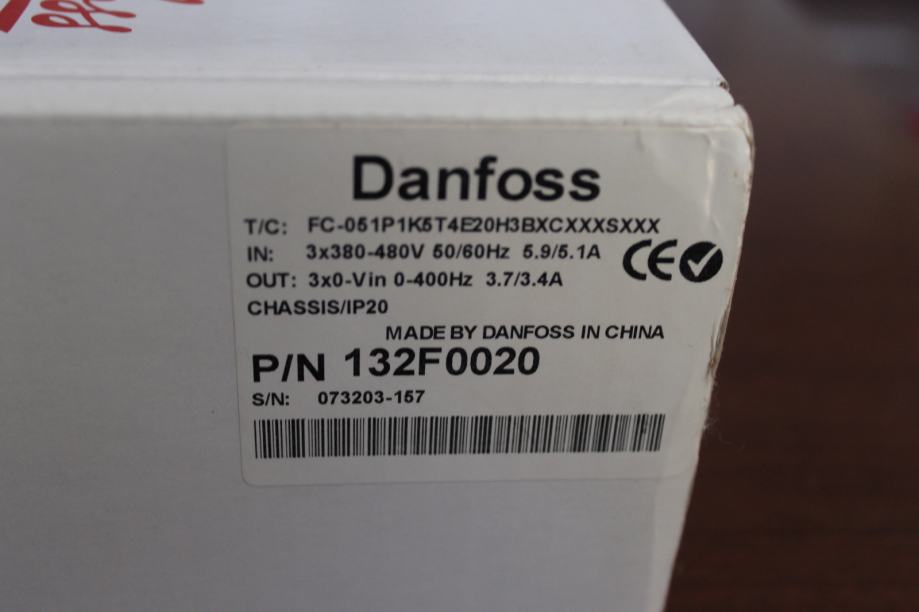 Danfoss
T/C: FC-051P1K5T4E20H3BXCXXXSXXX
IN: 3x380-480V 50/60Hz 5.9/5.1A
OUT: 3x0-Vin 0-400Hz 3.7/3.4A
CHASSIS/IP20
MADE BY DANFOSS IN CHINA
P/N 132F0020
S/N: 073203-157